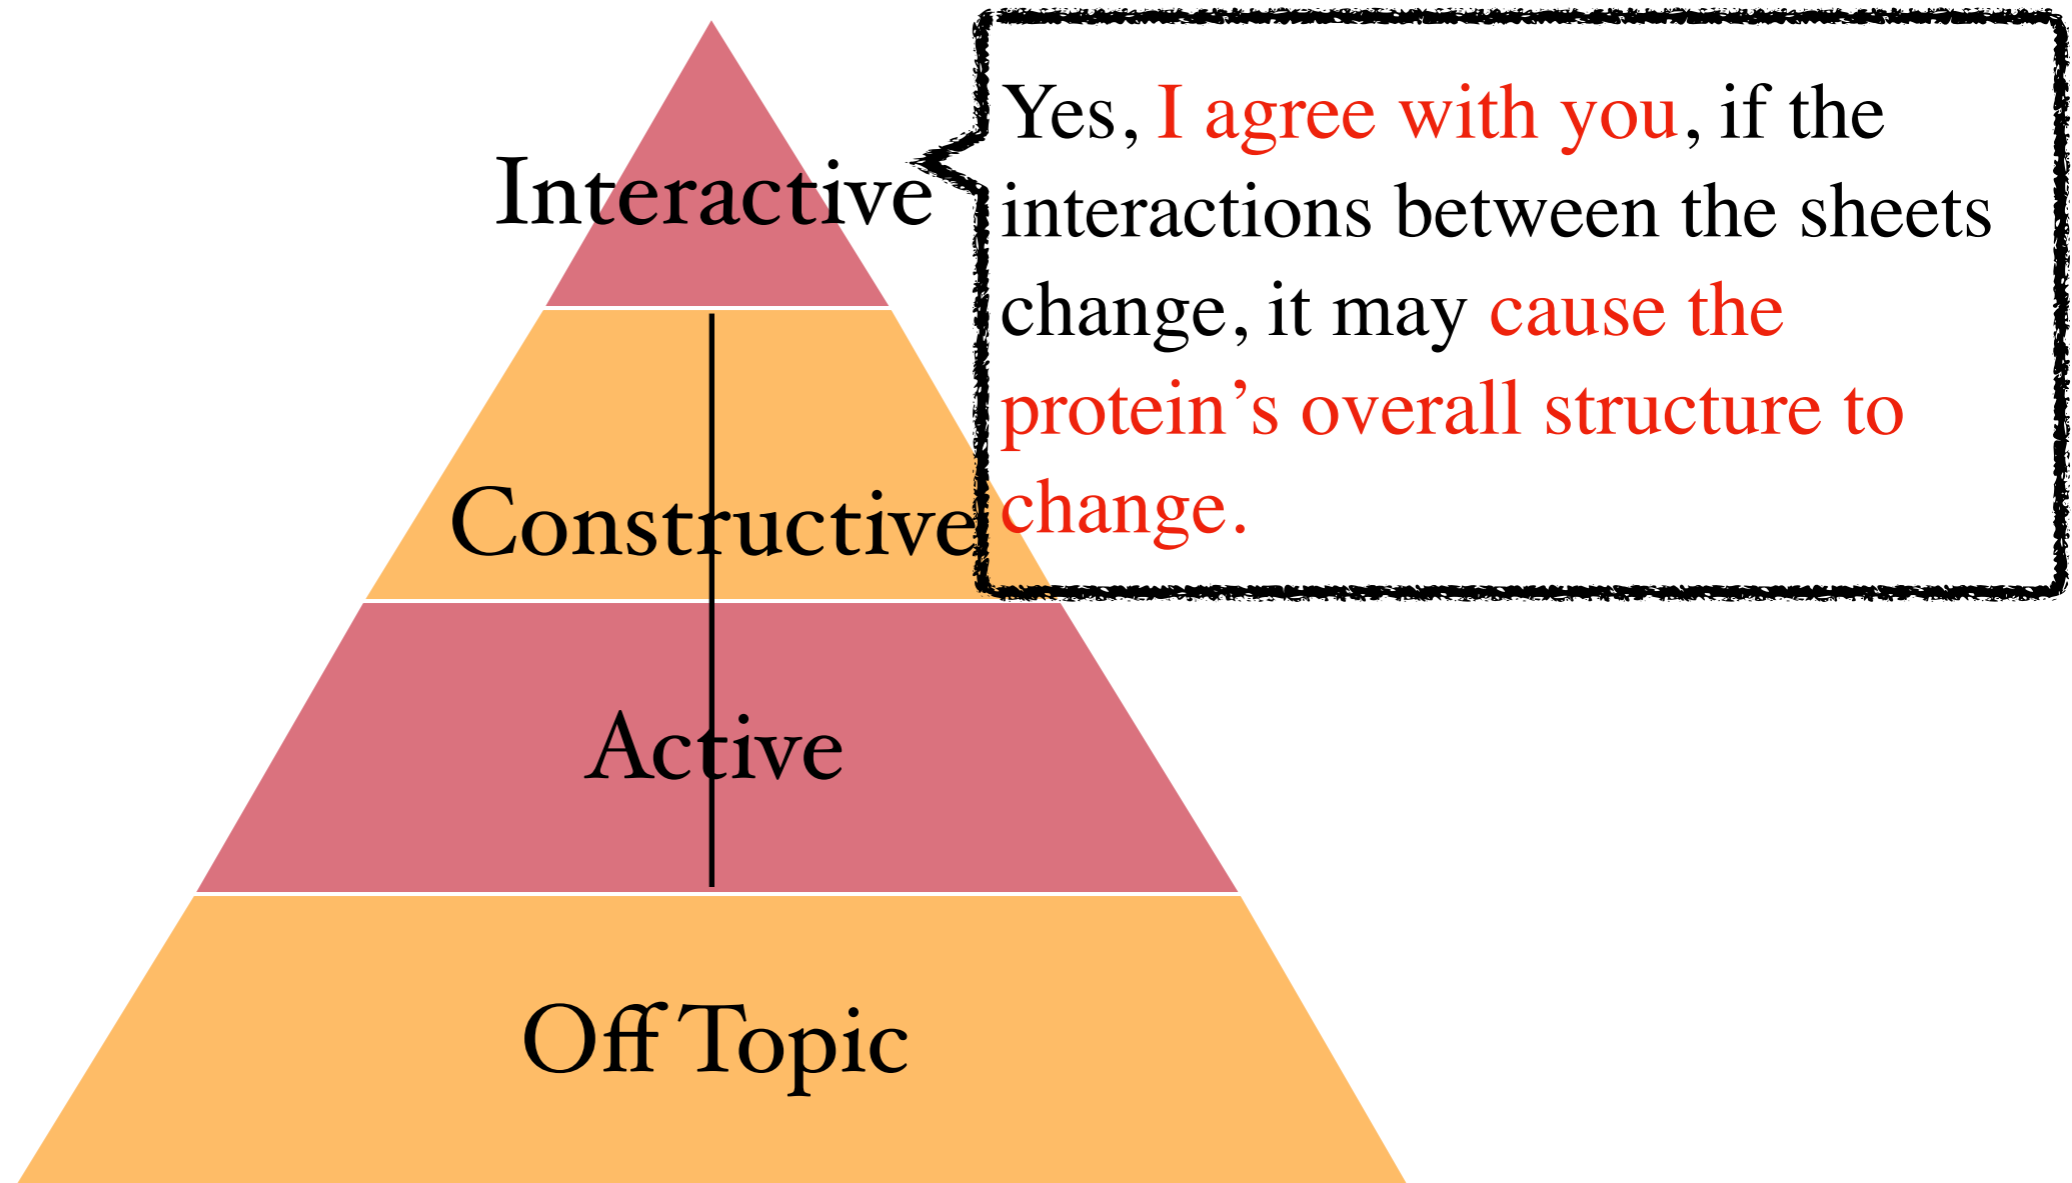 Interactive
Yes, I agree with you, if the
interactions between the sheets
change, it may cause the
protein’s overall structure to
change.
Constructive
Active
Off Topic